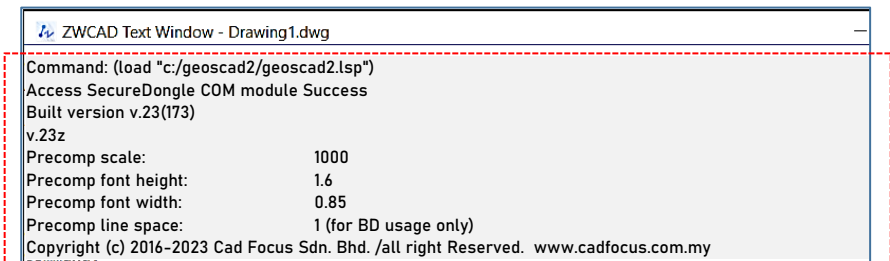 ZWCAD Text Window - Drawing1.dwg
Command: (load "c:/geoscad2/geoscad2.lsp")
Access SecureDongle COM module Success
Built version v.23(173)
v.23z
Precomp scale: 1000
Precomp font height: 1.6
Precomp font width: 0.85
Precomp line space: 1 (for BD usage only)
Copyright (c) 2016-2023 Cad Focus Sdn. Bhd. /all right Reserved. www.cadfocus.com.my